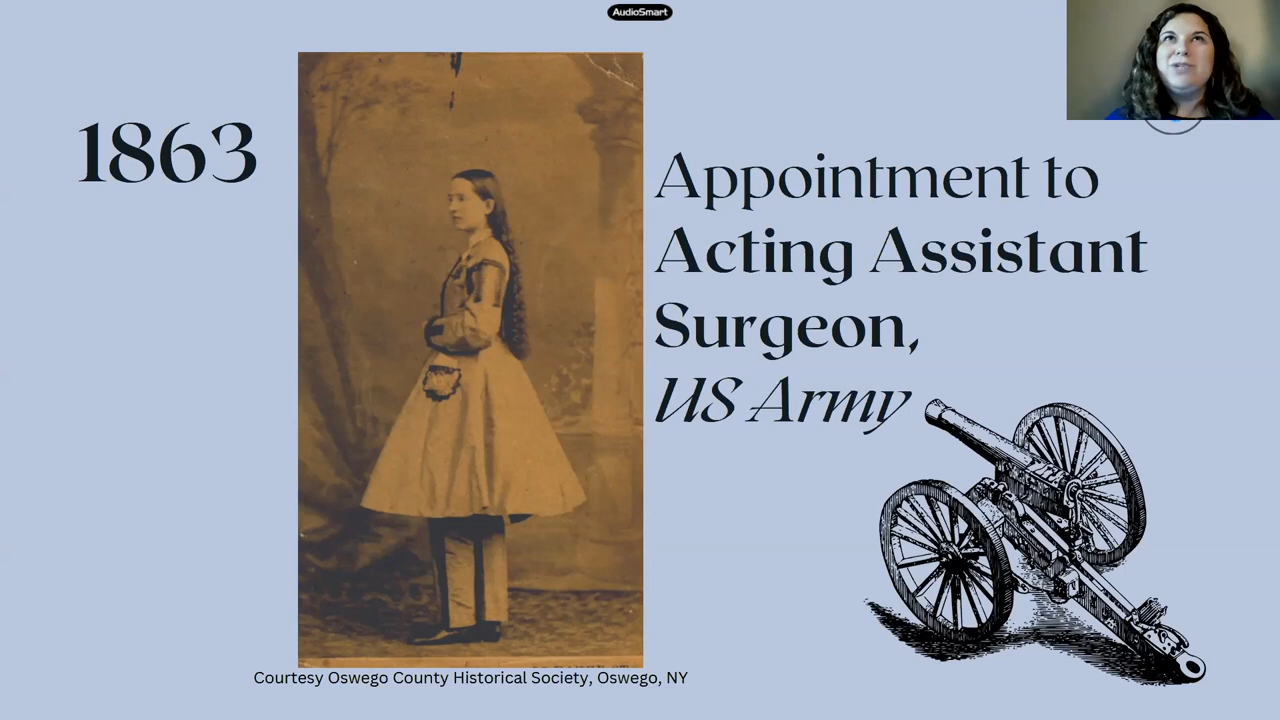 AudioSmart
1863
Appointment to
Acting Assistant
Surgeon,
US Army
Courtesy Oswego County Historical Society, Oswego, NY